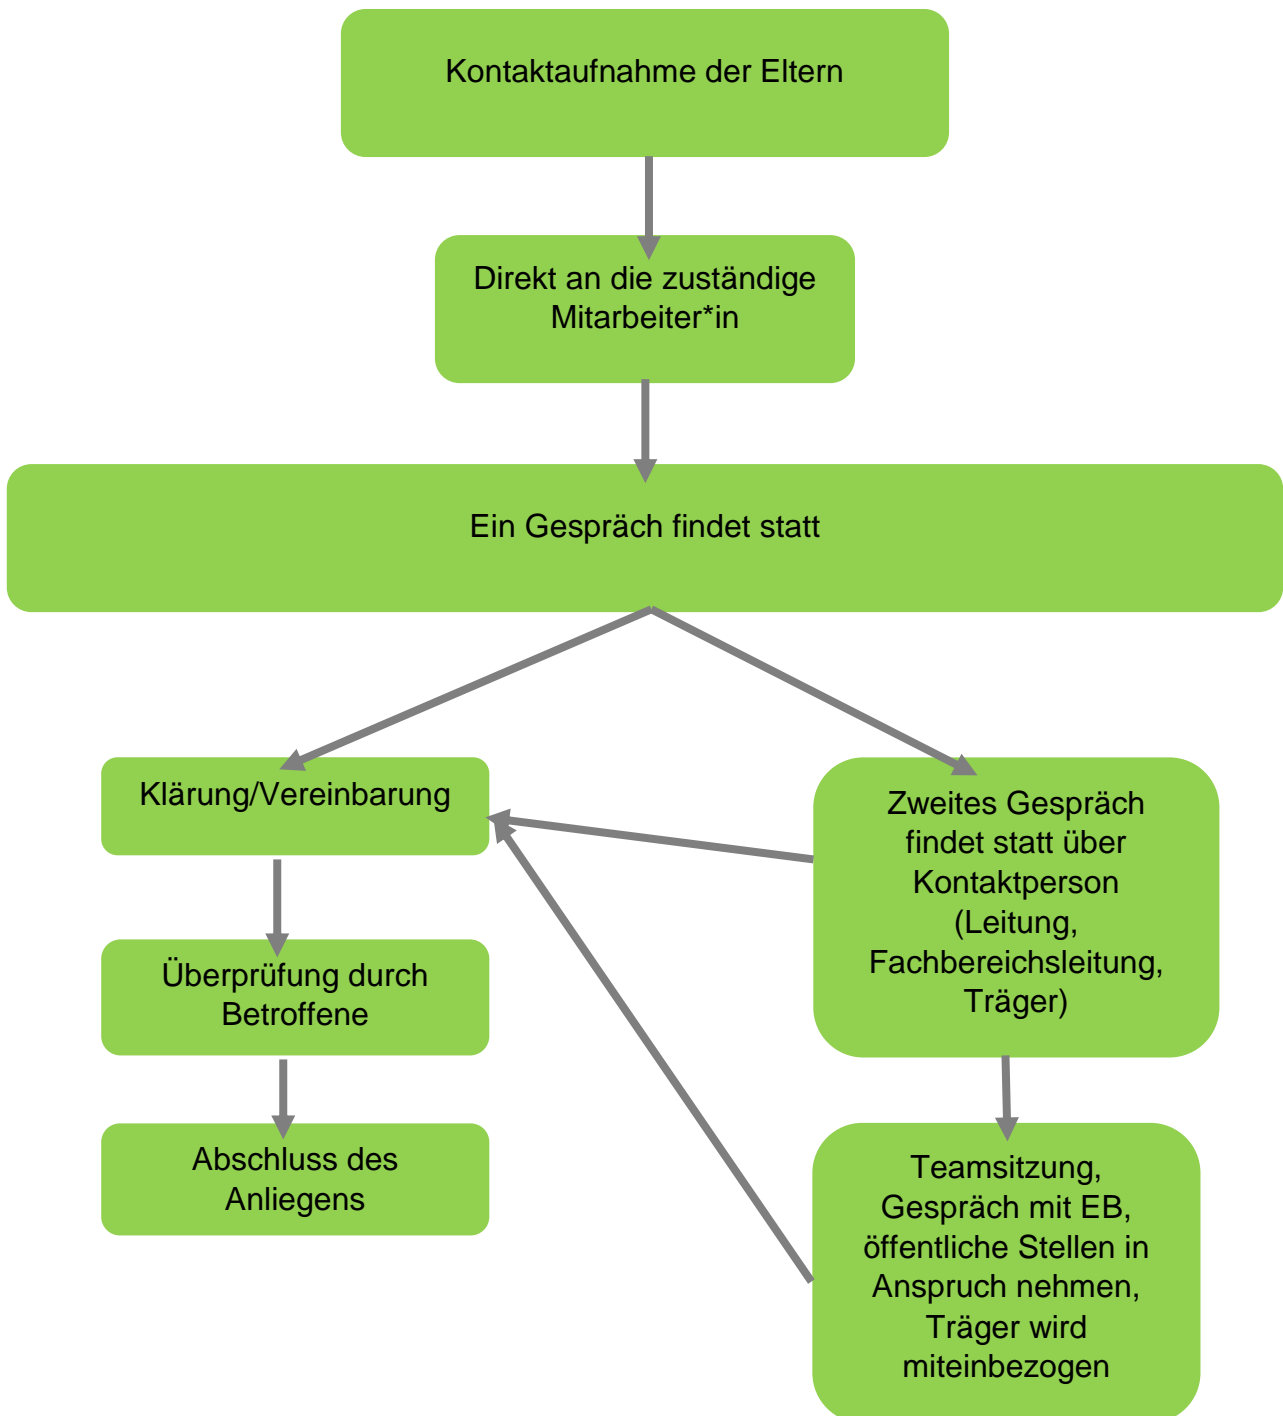 Kontaktaufnahme der Eltern
Direkt an die zuständige
Mitarbeiter*in
Ein Gespräch findet statt
Klärung/Vereinbarung
Überprüfung durch
Betroffene
Abschluss des
Anliegens
Zweites Gespräch
findet statt über
Kontaktperson
(Leitung,
Fachbereichsleitung,
Träger)
Teamsitzung,
Gespräch mit EB,
öffentliche Stellen in
Anspruch nehmen,
Träger wird
miteinbezogen